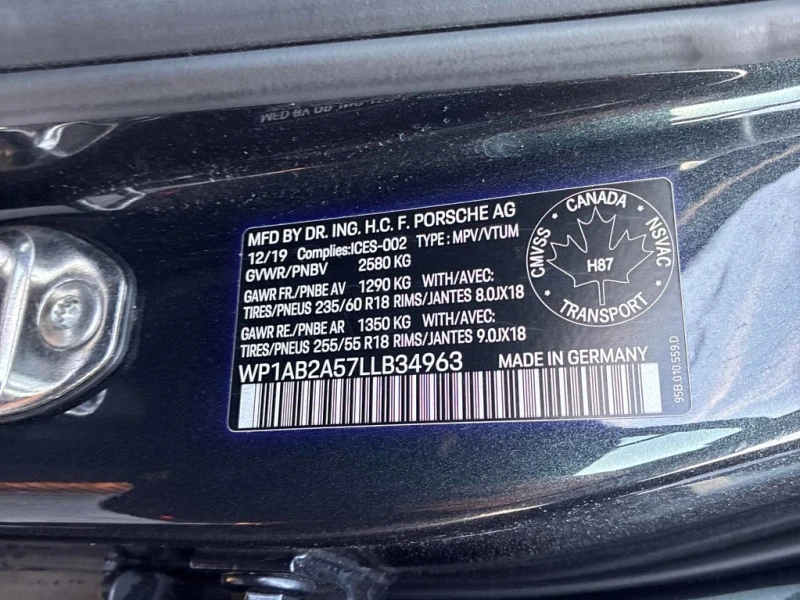 MFD BY DR. ING. H.C. F. PORSCHE AG
12/19 Complies:ICES-002 TYPE : MPV/VTUM
GVWR/PNBV 2580 KG
GAWR FR./PNBE AV 1290 KG WITH/AVEC:
TIRES/PNEUS 235/60 R18 RIMS/JANTES 8.0JX18
GAWR RE./PNBE AR 1350 KG WITH/AVEC:
TIRES/PNEUS 255/55 R18 RIMS/JANTES 9.0JX18
WP1AB2A57LLB34963 MADE IN GERMANY
CANADA
CMVSS
NSVAC
H87
TRANSPORT
95B.010.559.D